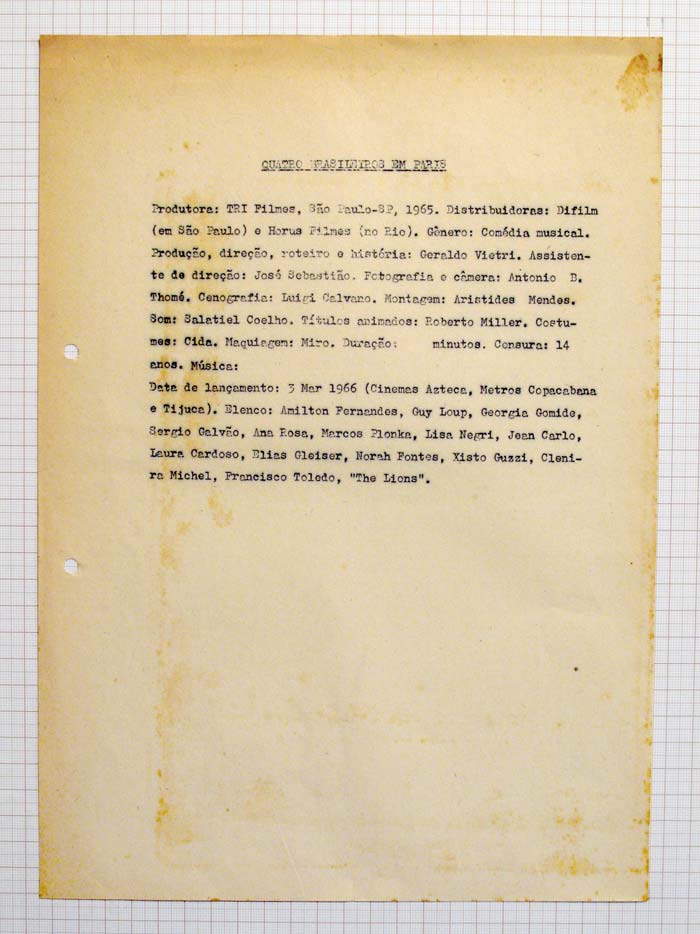 QUATRO BRASILEIROS EM PARIS
Produtora: TRI Filmes, São Paulo-SP, 1965. Distribuidoras: Difilm
(em São Paulo) e Horus Filmes (no Rio). Gênero: Comédia musical.
Produção, direção, roteiro e história: Geraldo Vietri. Assisten-
te de direção: José Sebastião. Fotografia e câmera: Antonio B.
Thomé. Cenografia: Luigi Calvano. Montagem: Aristides Mendes.
Som: Salatiel Coelho. Títulos animados: Roberto Miller. Costu-
mes: Cida. Maquiagem: Miro. Duração: minutos. Censura: 14
anos. Música:
Data de lançamento: 3 Mar 1966 (Cinemas Azteca, Metros Copacabana
e Tijuca). Elenco: Amilton Fernandes, Guy Loup, Georgia Gomide,
Sergio Galvão, Ana Rosa, Marcos Plonka, Lisa Negri, Jean Carlo,
Laura Cardoso, Elias Gleiser, Norah Fontes, Xisto Guzzi, Cleni-
ra Michel, Francisco Toledo, "The Lions".